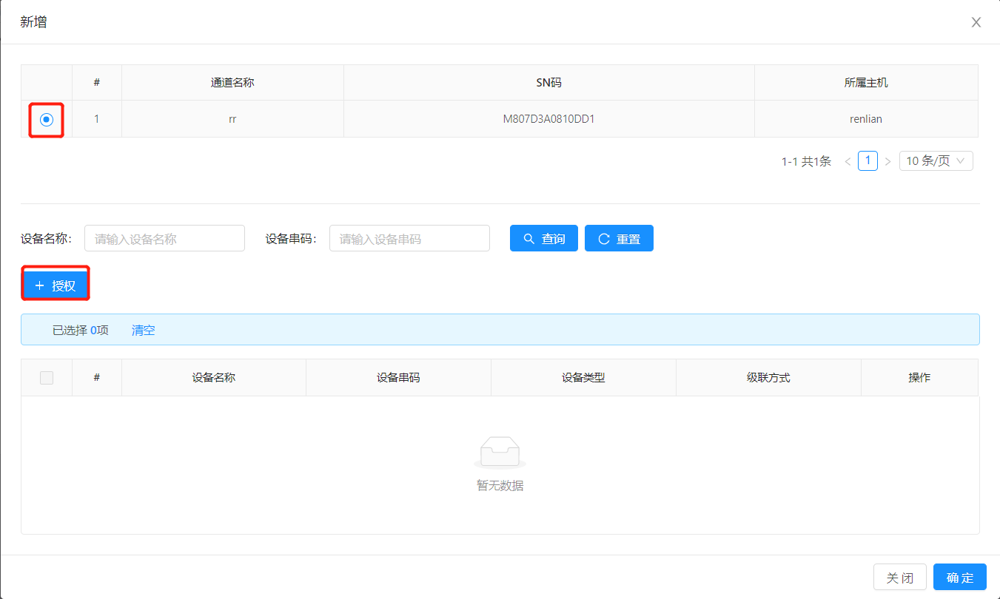 新增
# 通道名称 SN码 所属主机
1 rr M807D3A0810DD1 renlian
1-1 共1条 < 1 > 10 条/页
设备名称: 请输入设备名称 设备串码: 请输入设备串码 查询 重置
+ 授权
已选择 0项 清空
# 设备名称 设备串码 设备类型 级联方式 操作
暂无数据
关 闭 确 定